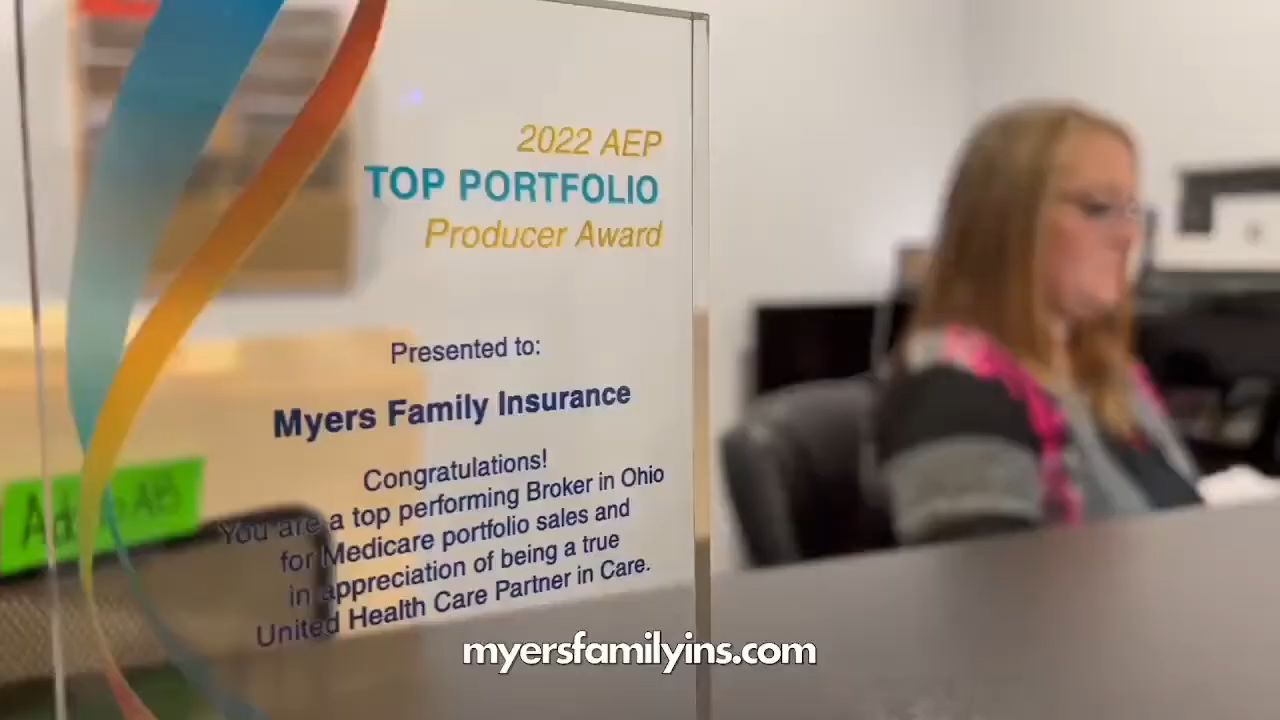 2022 AEP
TOP PORTFOLIO
Producer Award
Presented to:
Myers Family Insurance
Congratulations!
You are a top performing Broker in Ohio
for Medicare portfolio sales and
in appreciation of being a true
United Health Care Partner in Care.
myersfamilyins.com